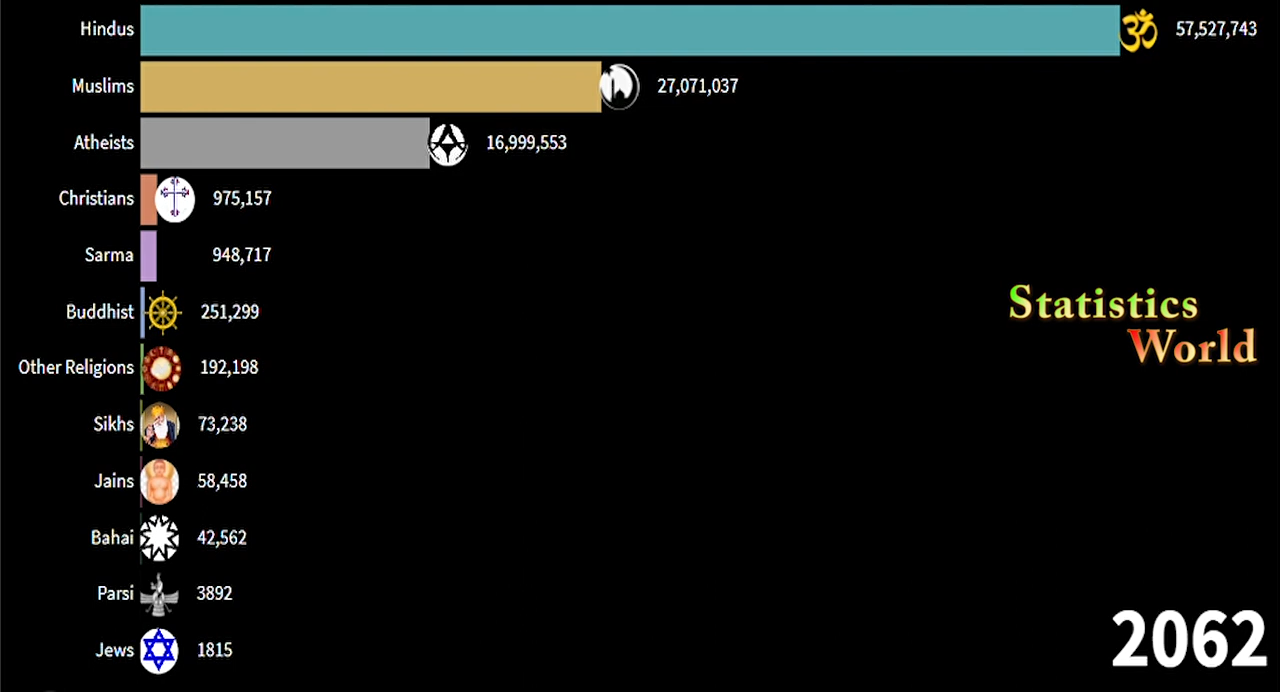 Hindus 57,527,743
Muslims 27,071,037
Atheists 16,999,553
Christians 975,157
Sarma 948,717
Buddhist 251,299
Statistics
World
Other Religions 192,198
Sikhs 73,238
Jains 58,458
Bahai 42,562
Parsi 3892
Jews 1815
2062